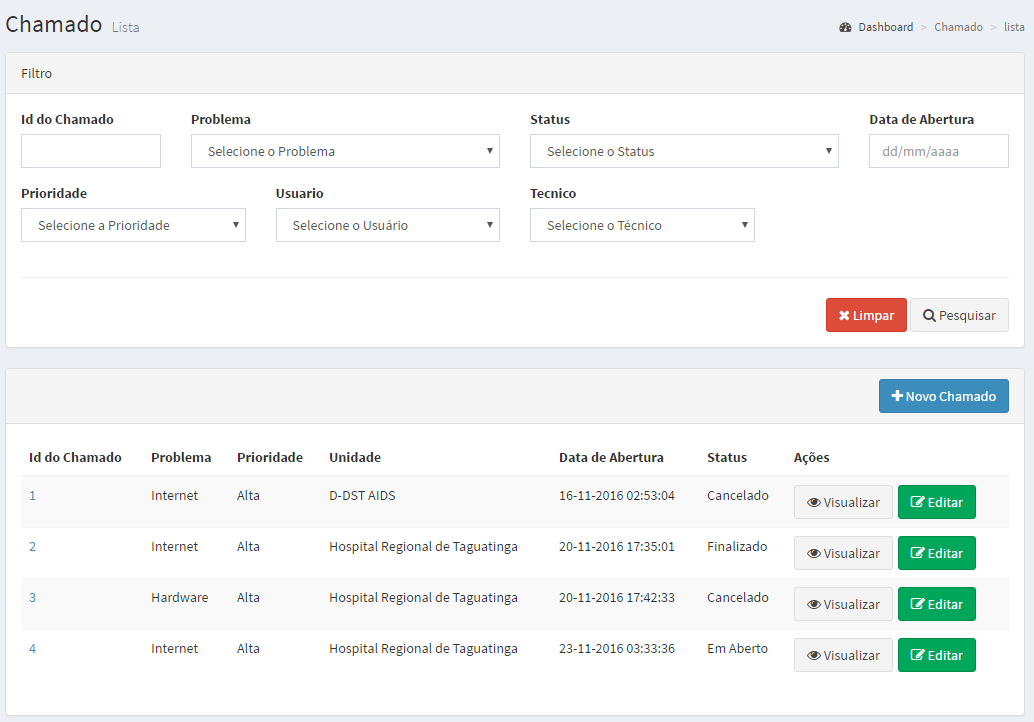 Chamado Lista
Dashboard > Chamado > lista
Filtro
Id do Chamado Problema Status Data de Abertura
Selecione o Problema Selecione o Status dd/mm/aaaa
Prioridade Usuario Tecnico
Selecione a Prioridade Selecione o Usuário Selecione o Técnico
Limpar Pesquisar
Novo Chamado
Id do Chamado Problema Prioridade Unidade Data de Abertura Status Ações
1 Internet Alta D-DST AIDS 16-11-2016 02:53:04 Cancelado Visualizar Editar
2 Internet Alta Hospital Regional de Taguatinga 20-11-2016 17:35:01 Finalizado Visualizar Editar
3 Hardware Alta Hospital Regional de Taguatinga 20-11-2016 17:42:33 Cancelado Visualizar Editar
4 Internet Alta Hospital Regional de Taguatinga 23-11-2016 03:33:36 Em Aberto Visualizar Editar